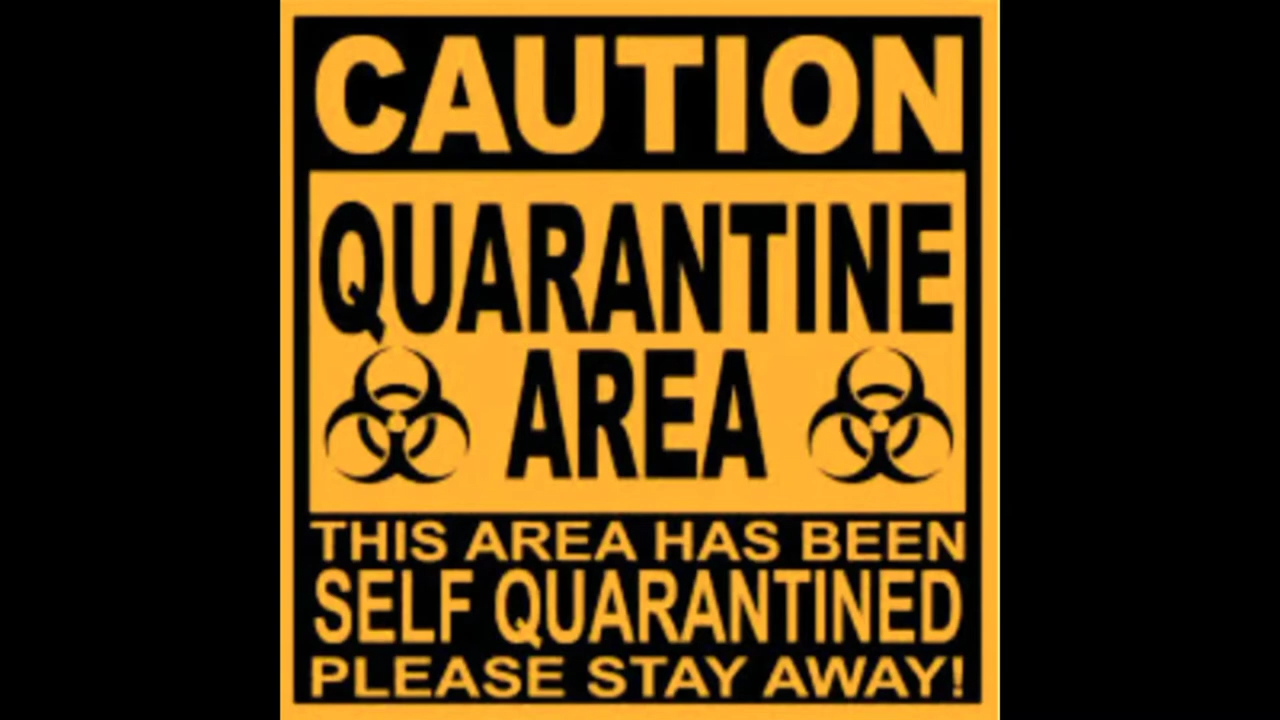 CAUTION
QUARANTINE
AREA
THIS AREA HAS BEEN
SELF QUARANTINED
PLEASE STAY AWAY!